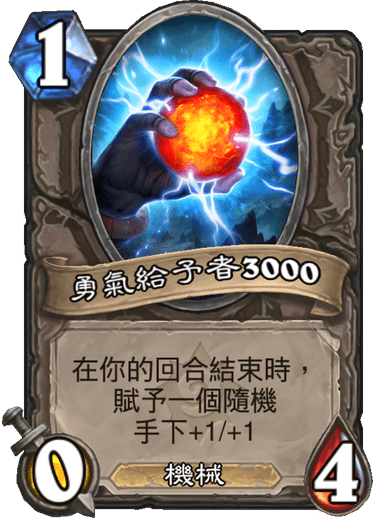 1
勇氣給予者3000
在你的回合結束時，
賦予一個隨機
手下+1/+1
機械
0
4